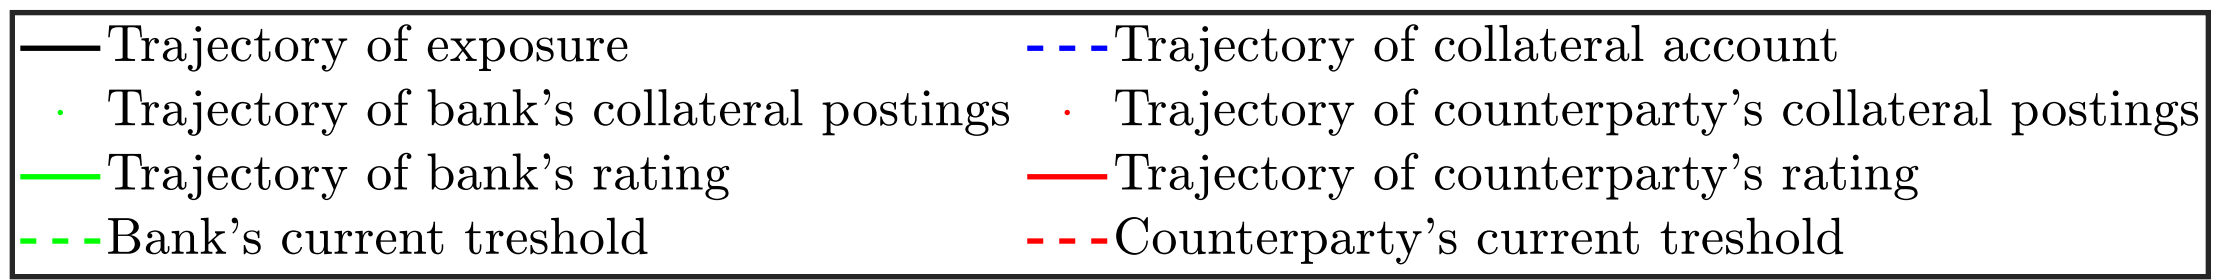 Trajectory of exposure Trajectory of collateral account
Trajectory of bank's collateral postings Trajectory of counterparty's collateral postings
Trajectory of bank's rating Trajectory of counterparty's rating
Bank's current treshold Counterparty's current treshold